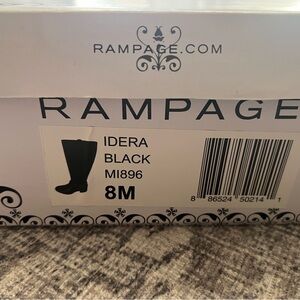 RAMPAGE.COM
RAMPAGE
IDERA
BLACK
MI896
8M
8 86524 50214 1